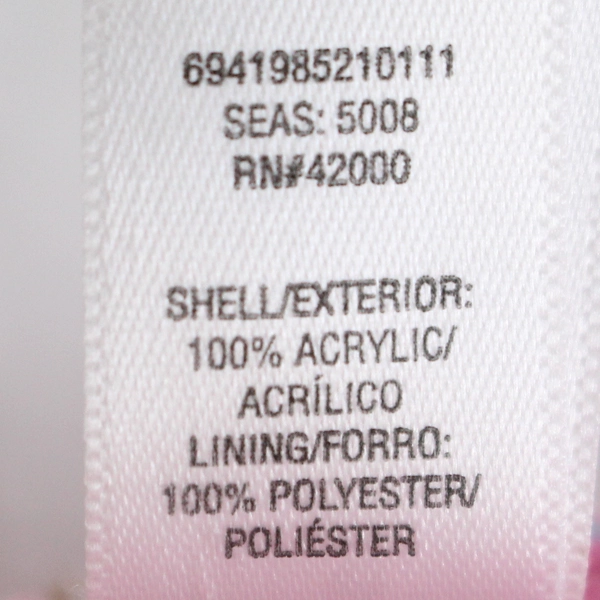 6941985210111
SEAS: 5008
RN#42000
SHELL/EXTERIOR:
100% ACRYLIC/
ACRÍLICO
LINING/FORRO:
100% POLYESTER/
POLIÉSTER